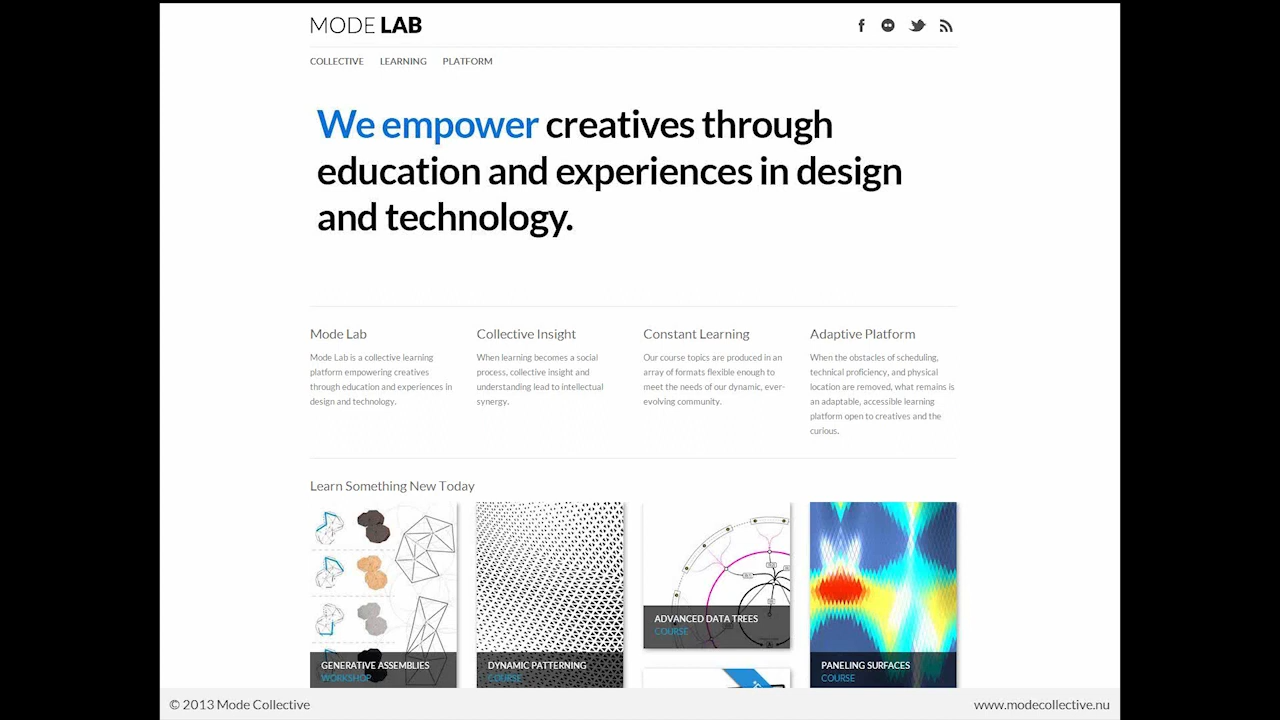 MODE LAB
COLLECTIVE LEARNING PLATFORM
We empower creatives through
education and experiences in design
and technology.
Mode Lab
Mode Lab is a collective learning
platform empowering creatives
through education and experiences in
design and technology.
Collective Insight
When learning becomes a social
process, collective insight and
understanding lead to intellectual
synergy.
Constant Learning
Our course topics are produced in an
array of formats flexible enough to
meet the needs of our dynamic, ever-
evolving community.
Adaptive Platform
When the obstacles of scheduling,
technical proficiency, and physical
location are removed, what remains is
an adaptable, accessible learning
platform open to creatives and the
curious.
Learn Something New Today
GENERATIVE ASSEMBLIES
WORKSHOP
DYNAMIC PATTERNING
COURSE
ADVANCED DATA TREES
COURSE
PANELING SURFACES
COURSE
© 2013 Mode Collective
www.modecollective.nu